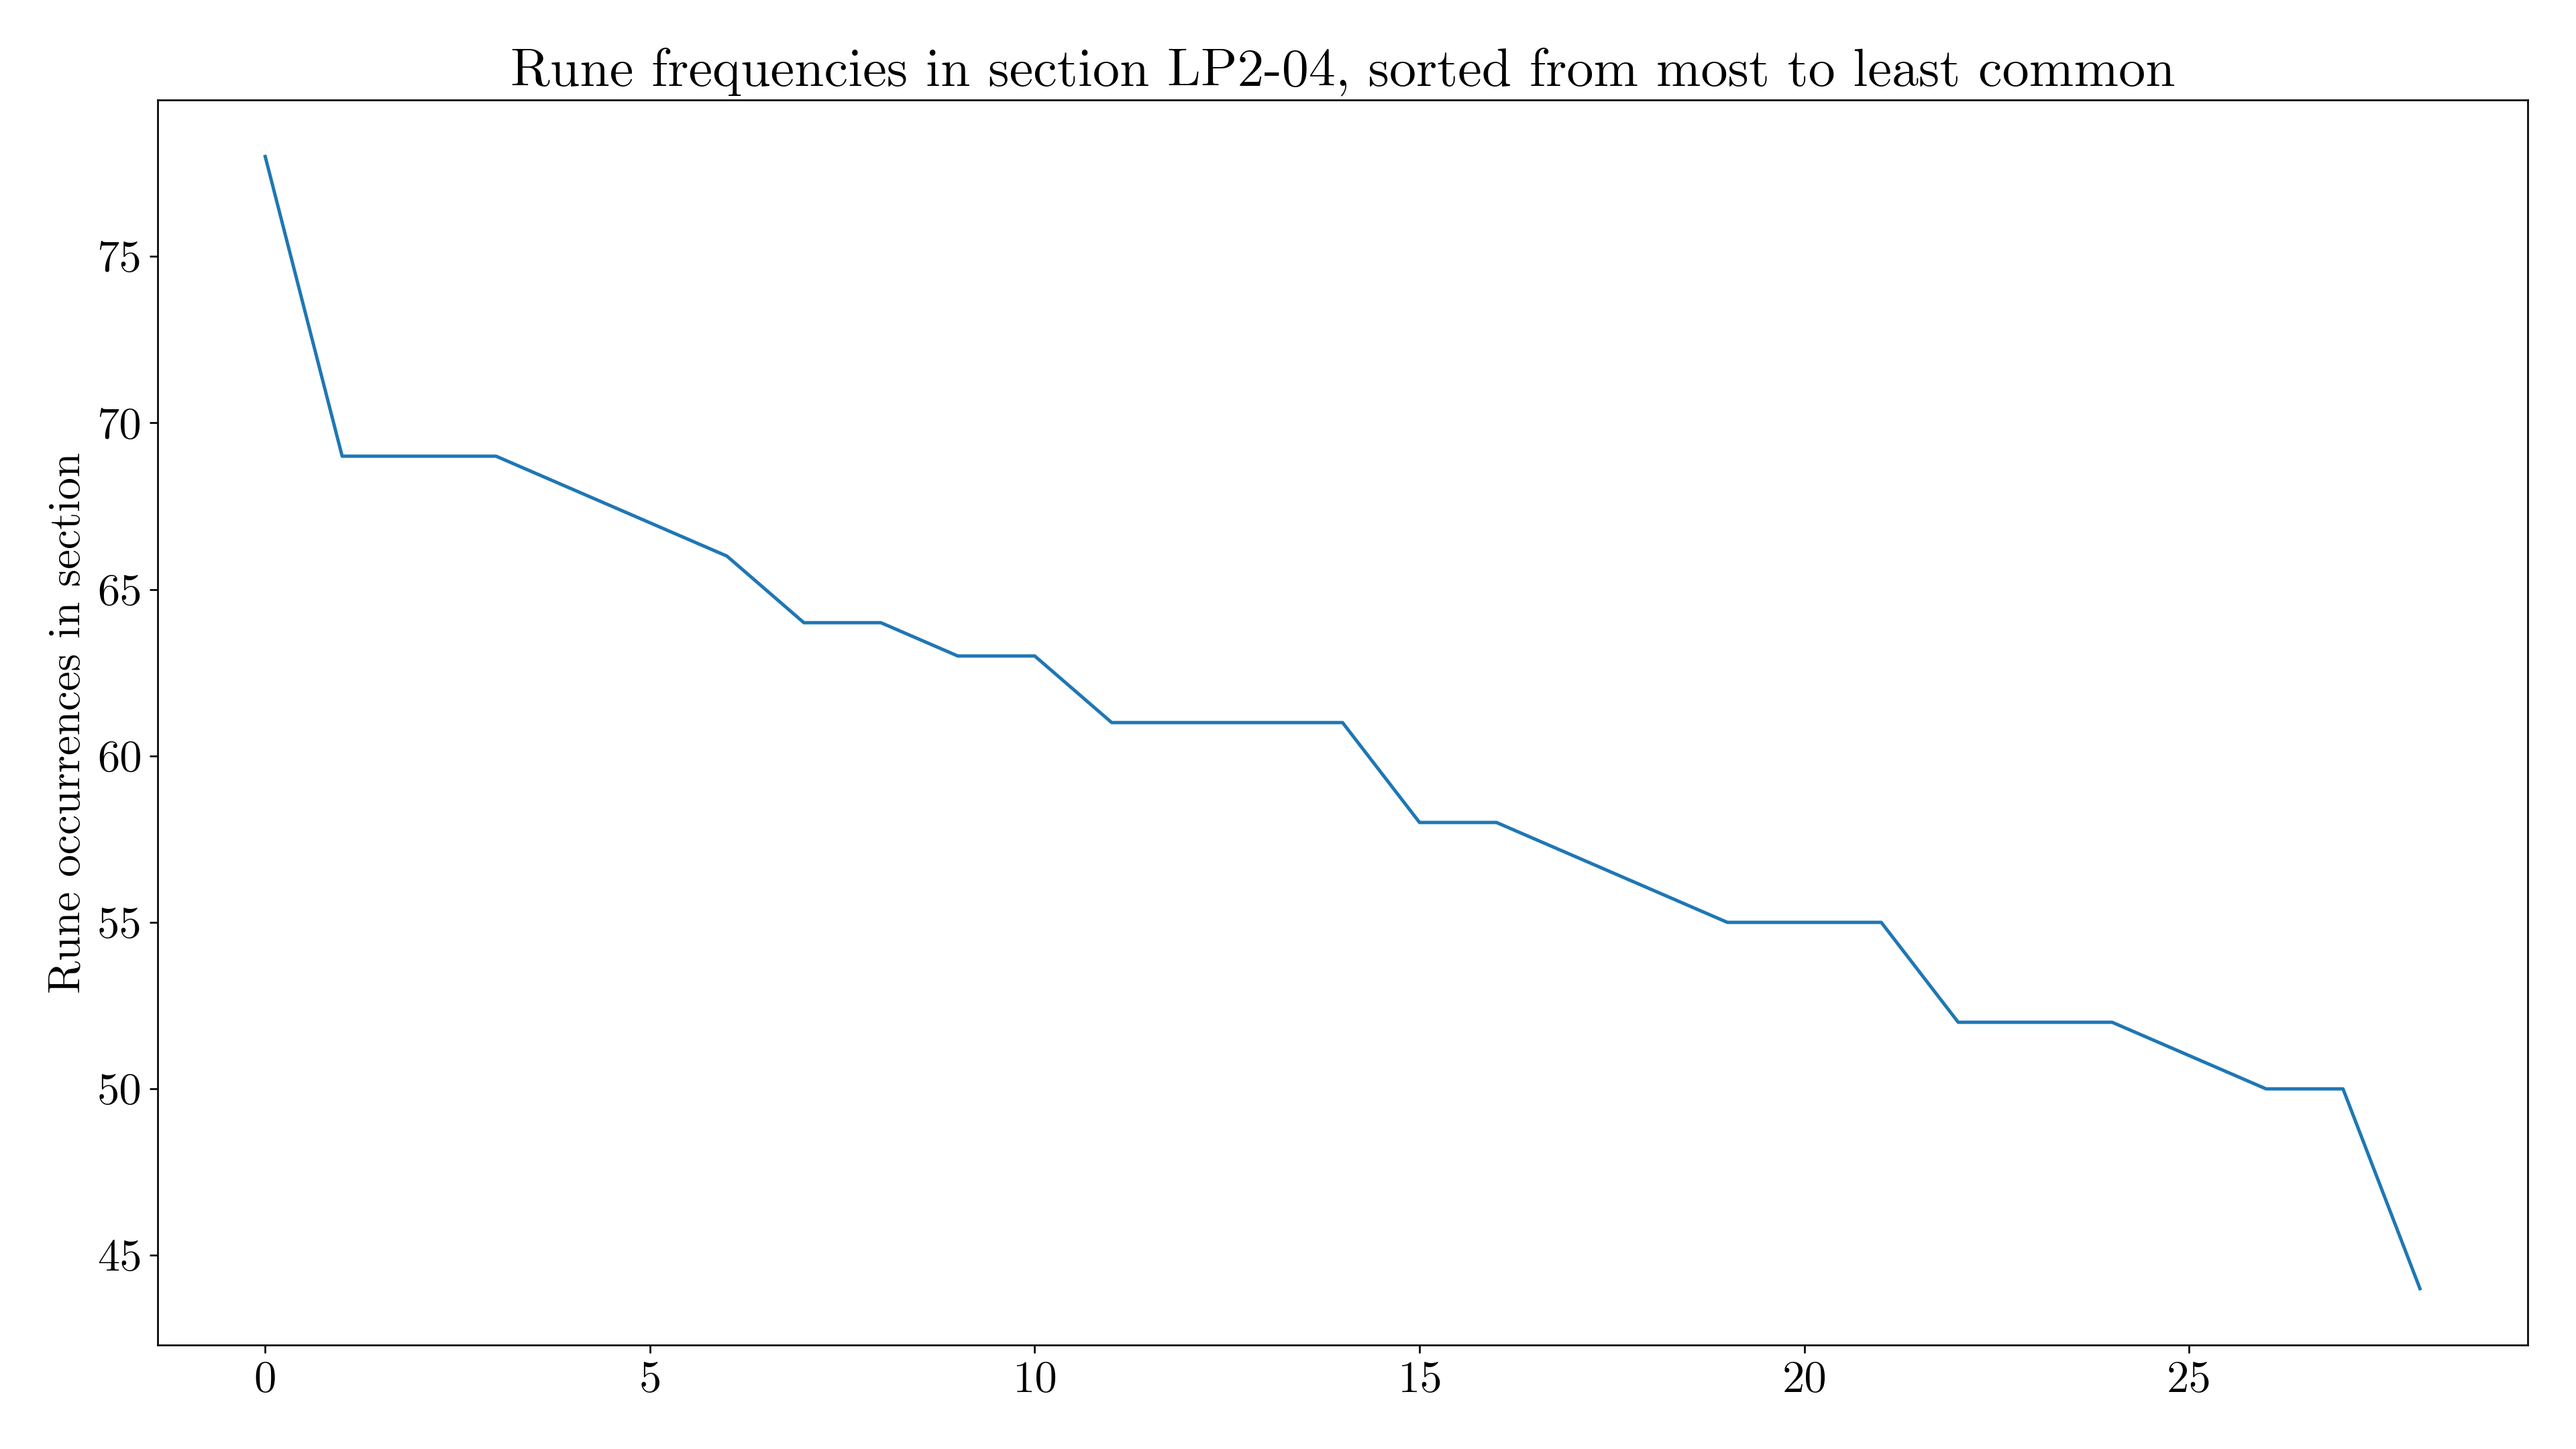 Rune frequencies in section LP2-04, sorted from most to least common
Rune occurrences in section
75
70
65
60
55
50
45
0 5 10 15 20 25